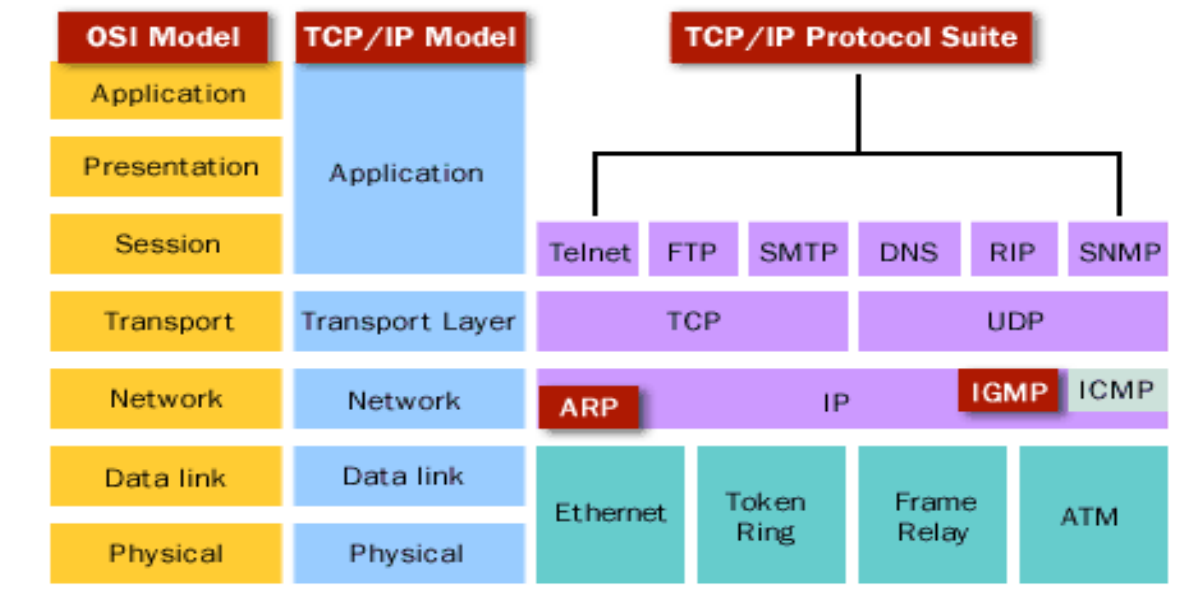 OSI Model
TCP/IP Model
TCP/IP Protocol Suite
Application
Presentation
Session
Transport
Network
Data link
Physical
Application
Transport Layer
Network
Data link
Physical
Telnet
FTP
SMTP
DNS
RIP
SNMP
TCP
UDP
ARP
IP
IGMP
ICMP
Ethernet
Token
Ring
Frame
Relay
ATM